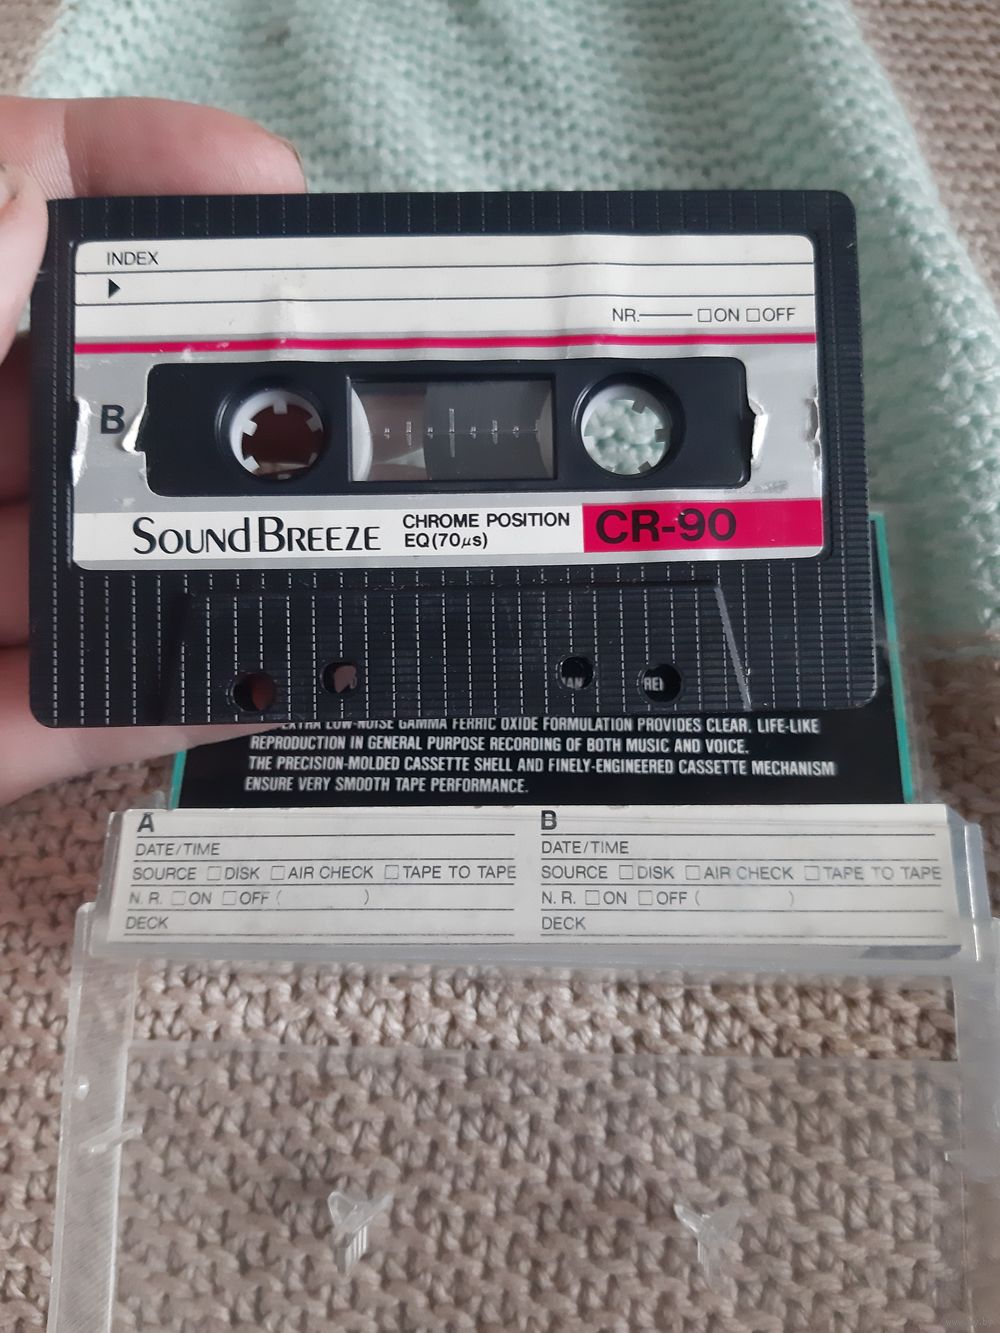 INDEX
NR. □ON □OFF
B
SOUND BREEZE CHROME POSITION CR-90
EQ(70μs)
EXTRA LOW-NOISE GAMMA FERRIC OXIDE FORMULATION PROVIDES CLEAR. LIFE-LIKE
REPRODUCTION IN GENERAL PURPOSE RECORDING OF BOTH MUSIC AND VOICE.
THE PRECISION-MOLDED CASSETTE SHELL AND FINELY-ENGINEERED CASSETTE MECHANISM
ENSURE VERY SMOOTH TAPE PERFORMANCE.
A
DATE/TIME
SOURCE □DISK □AIR CHECK □TAPE TO TAPE
N. R. □ON □OFF ( )
DECK
B
DATE/TIME
SOURCE □DISK □AIR CHECK □TAPE TO TAPE
N. R. □ON □OFF ( )
DECK